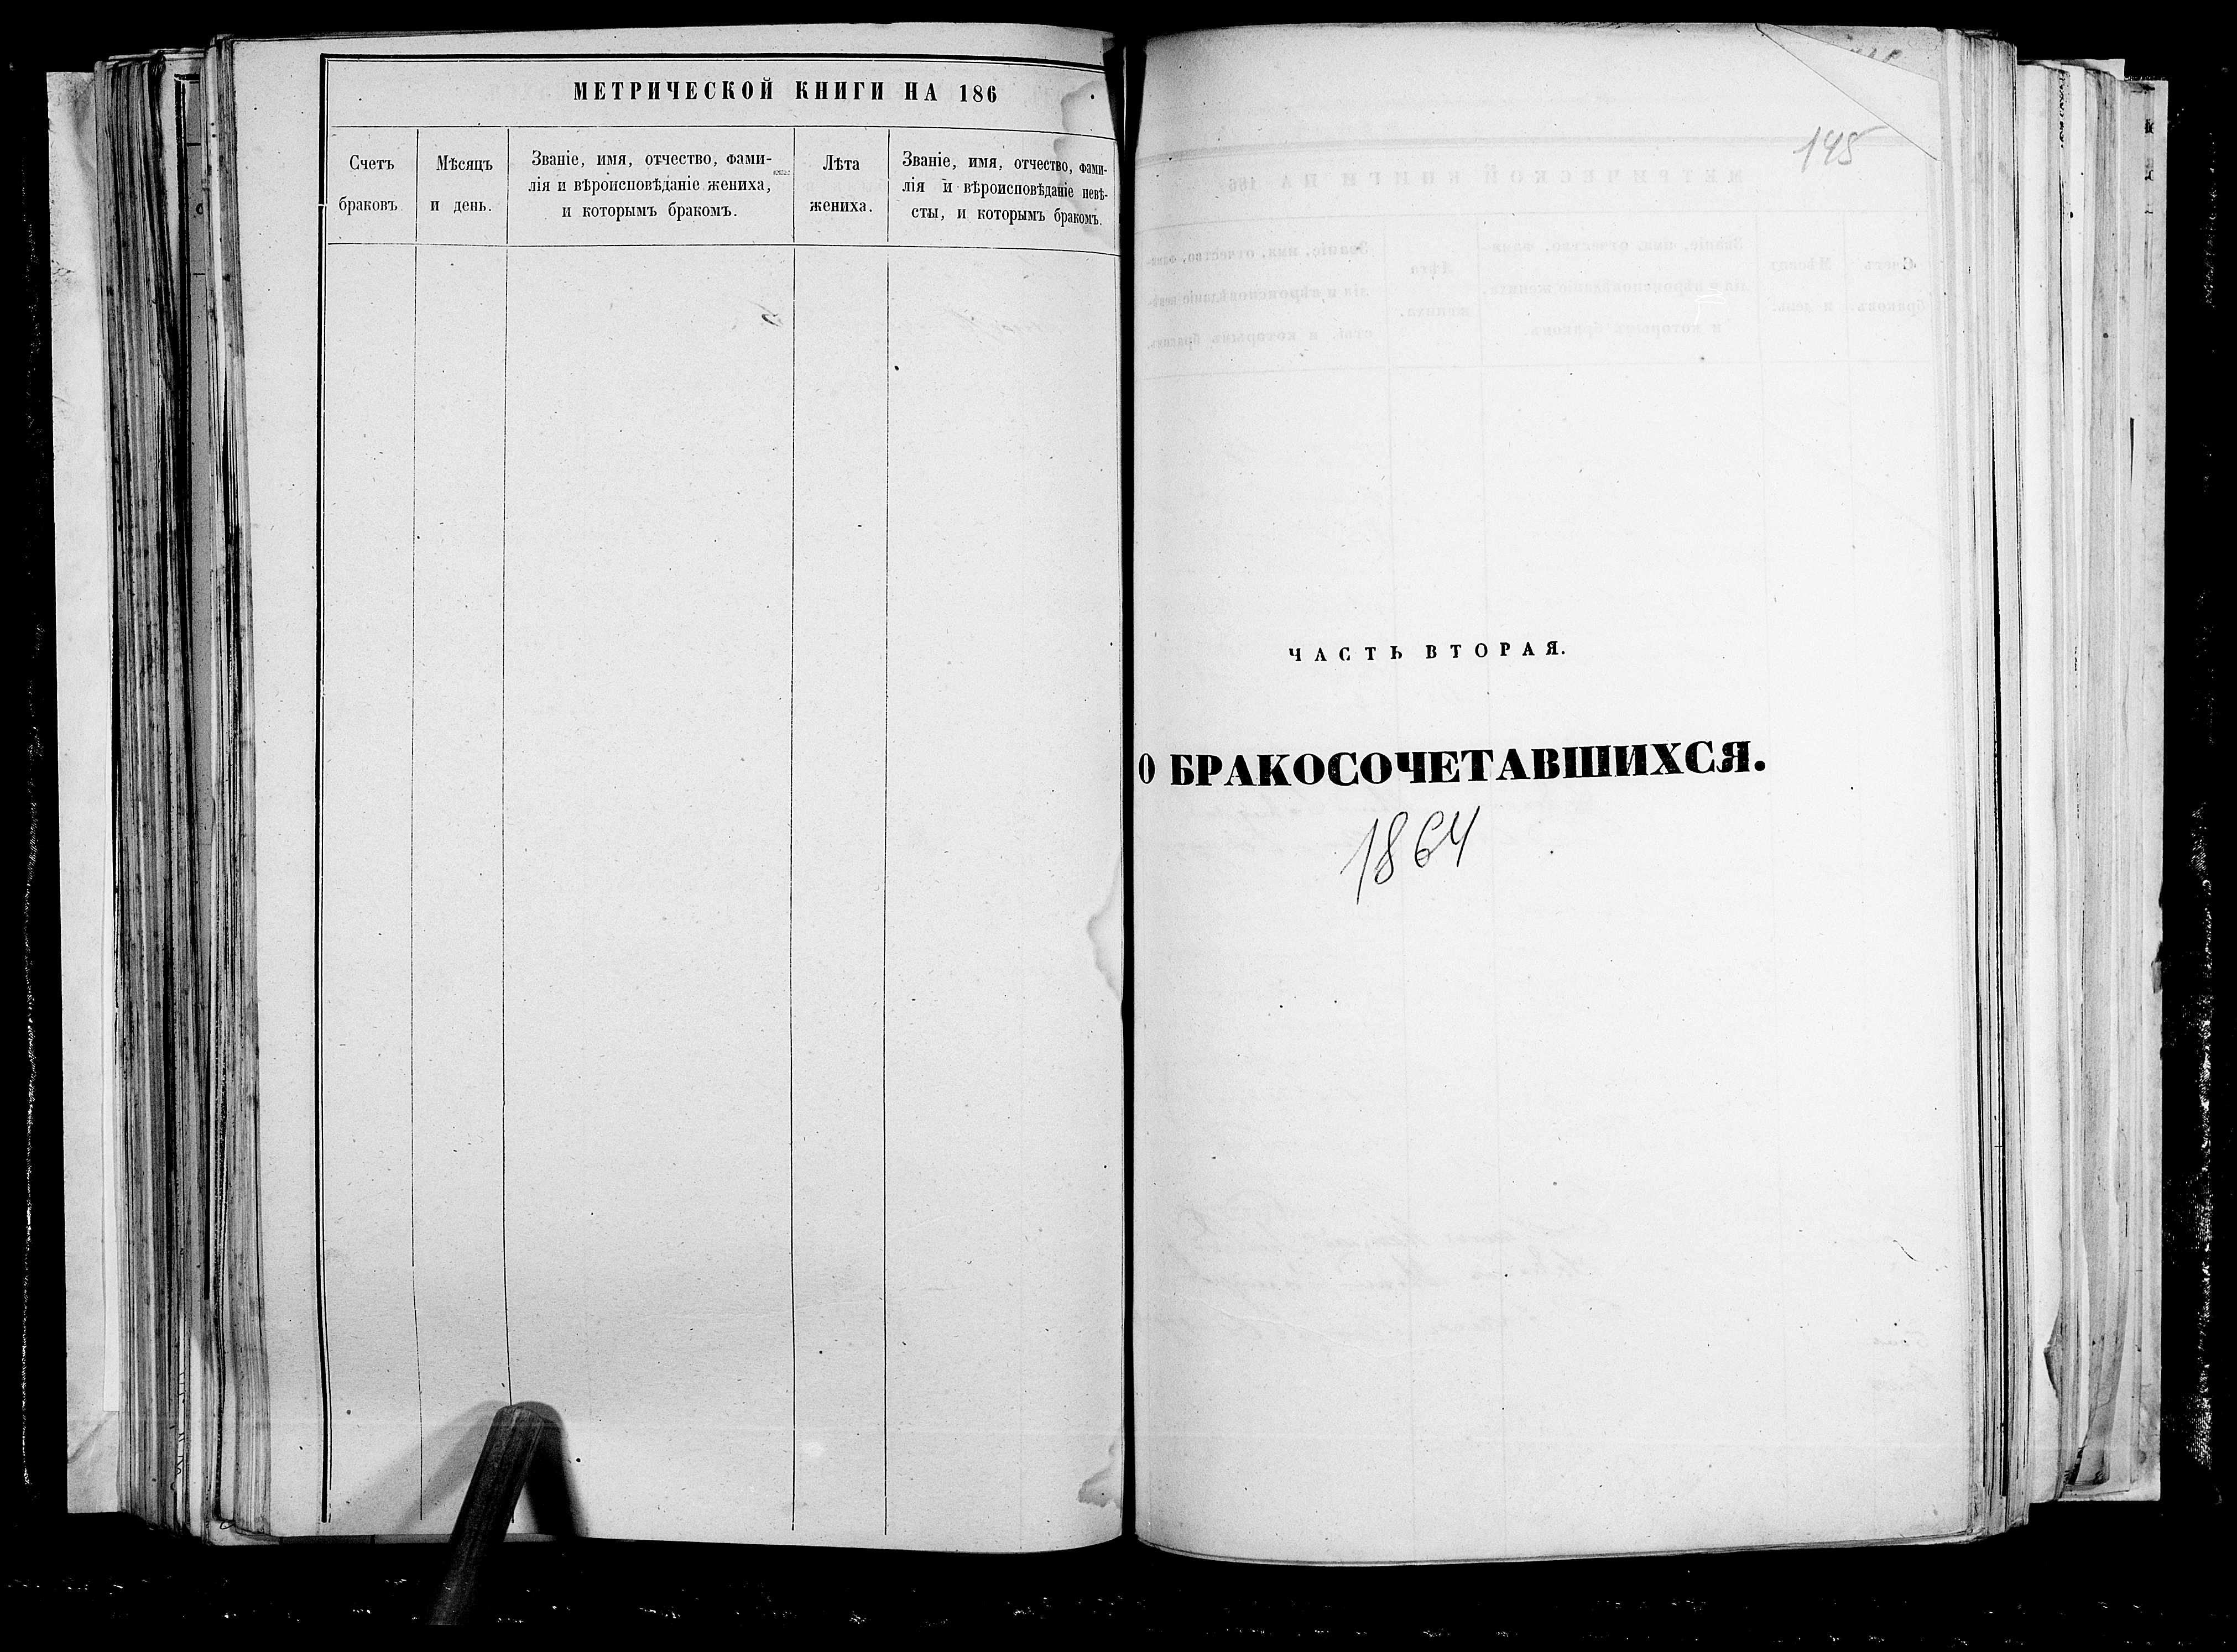 МЕТРИЧЕСКОЙ КНИГИ НА 186
Счетъ
браковъ
Мѣсяцъ
и день.
Званіе, имя, отчество, фами-
лія и вѣроисповѣданіе жениха,
и которымъ бракомъ.
Лѣта
жениха.
Званіе, имя, отчество, фами-
лія и вѣроисповѣданіе невѣ-
сты, и которымъ бракомъ.
145
ЧАСТЬ ВТОРАЯ.
О БРАКОСОЧЕТАВШИХСЯ.
1864